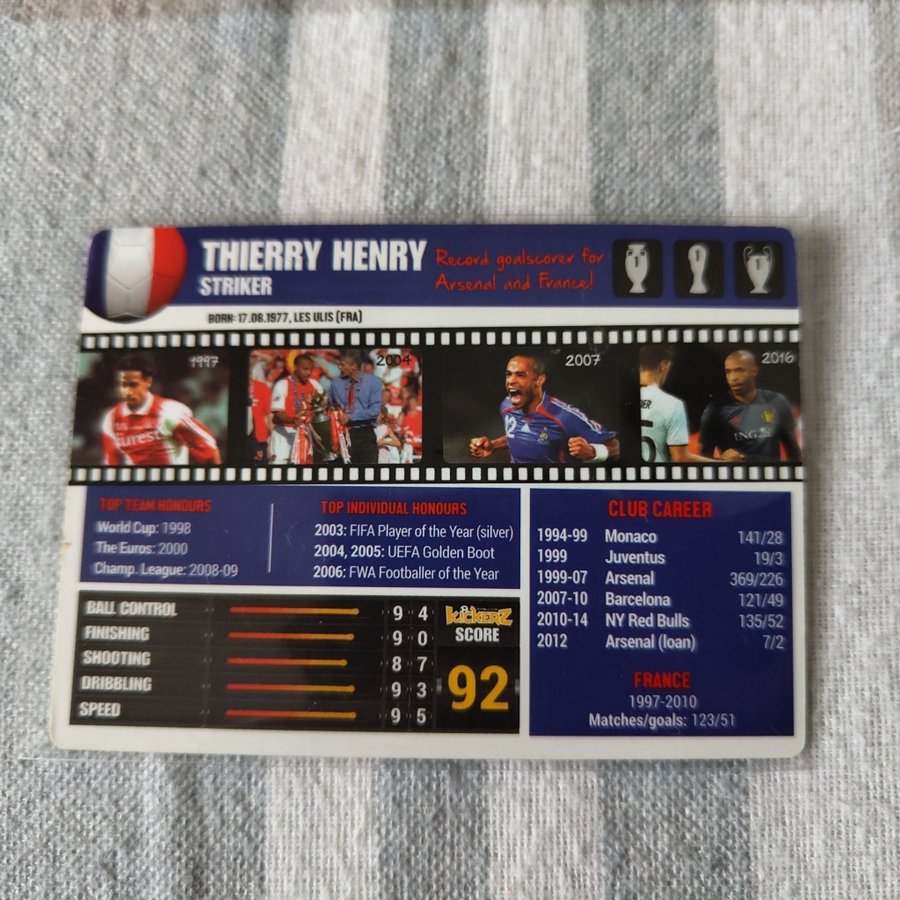 THIERRY HENRY
STRIKER
Record goalscorer for
Arsenal and France!
1
1
1
BORN: 17.08.1977, LES ULIS (FRA)
1997
2004
2007
2016
12
ING
TOP TEAM HONOURS
World Cup: 1998
The Euros: 2000
Champ. League: 2008-09
TOP INDIVIDUAL HONOURS
2003: FIFA Player of the Year (silver)
2004, 2005: UEFA Golden Boot
2006: FWA Footballer of the Year
BALL CONTROL 94
FINISHING 90
SHOOTING 87
DRIBBLING 93
SPEED 95
KICKERZ
SCORE
92
CLUB CAREER
1994-99 Monaco 141/28
1999 Juventus 19/3
1999-07 Arsenal 369/226
2007-10 Barcelona 121/49
2010-14 NY Red Bulls 135/52
2012 Arsenal (loan) 7/2
FRANCE
1997-2010
Matches/goals: 123/51